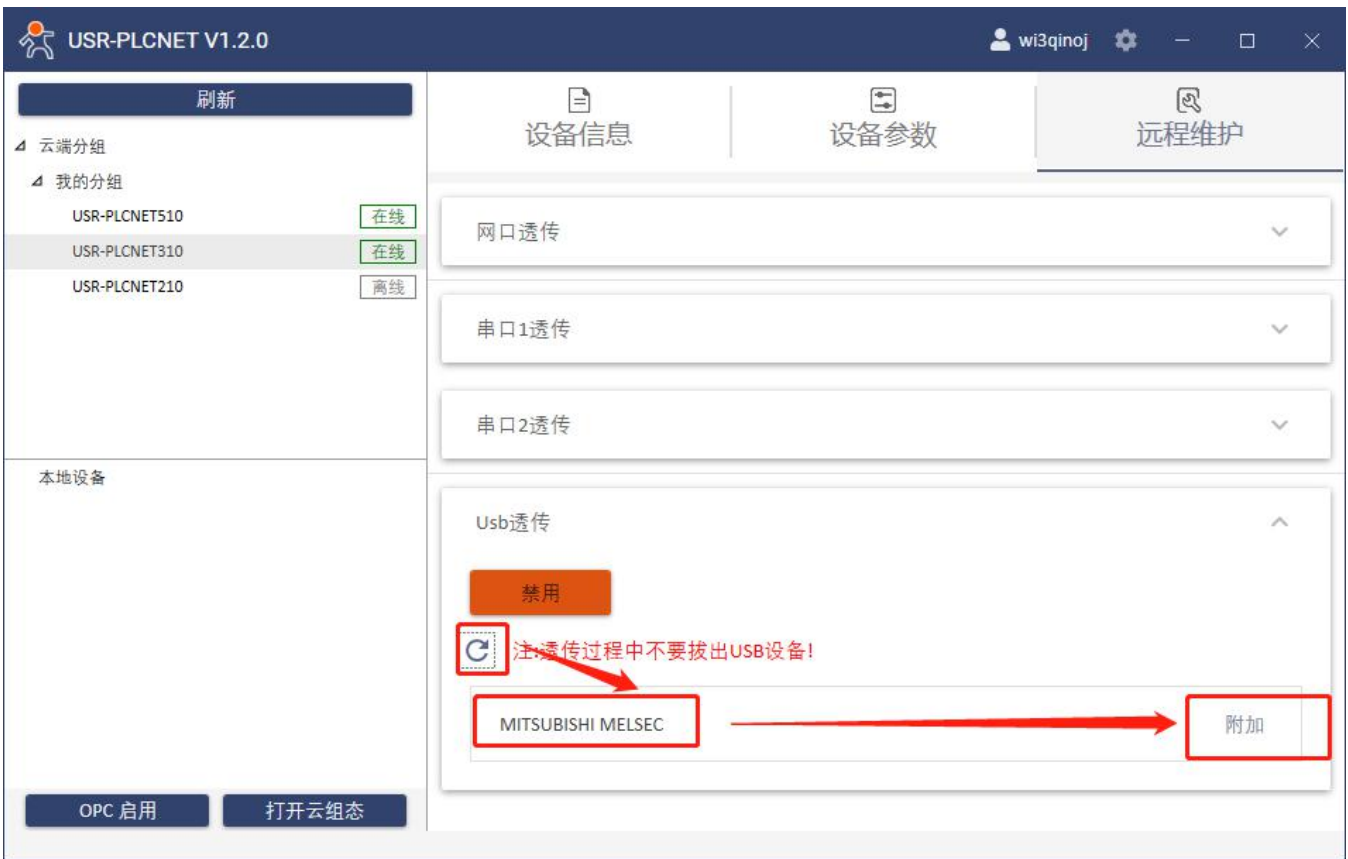 USR-PLCNET V1.2.0
wi3qinoj
刷新
云端分组
我的分组
USR-PLCNET510 在线
USR-PLCNET310 在线
USR-PLCNET210 离线
本地设备
OPC 启用 打开云组态
设备信息 设备参数 远程维护
网口透传
串口1透传
串口2透传
Usb透传
禁用
注:透传过程中不要拔出USB设备!
MITSUBISHI MELSEC 附加